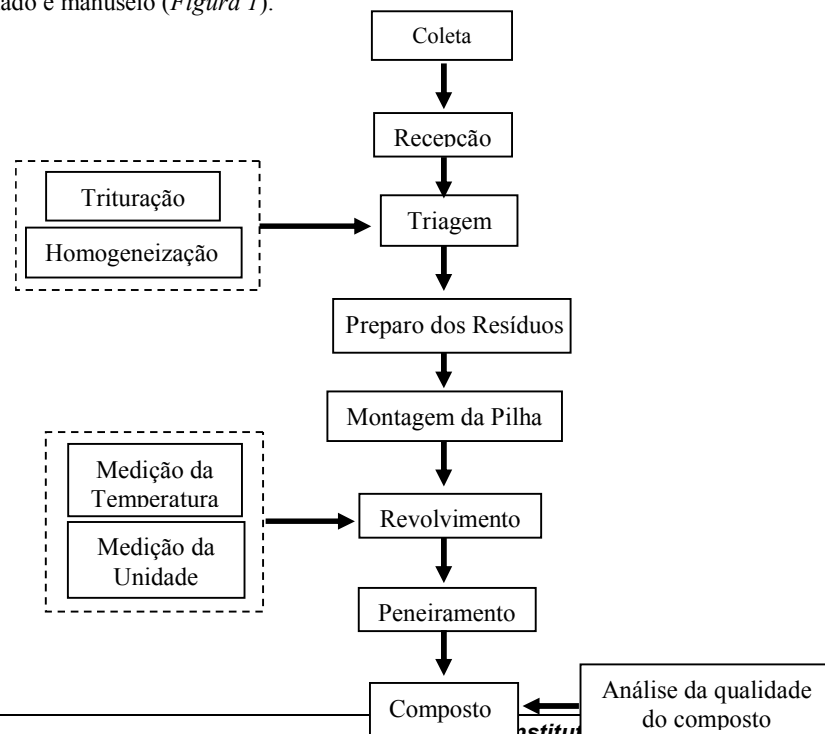 ado e manuseio (Figura 1).
Coleta
Recepção
Trituração
Homogeneização
Triagem
Preparo dos Resíduos
Montagem da Pilha
Medição da
Temperatura
Medição da
Unidade
Revolvimento
Peneiramento
Composto
Análise da qualidade
do composto
nstitut